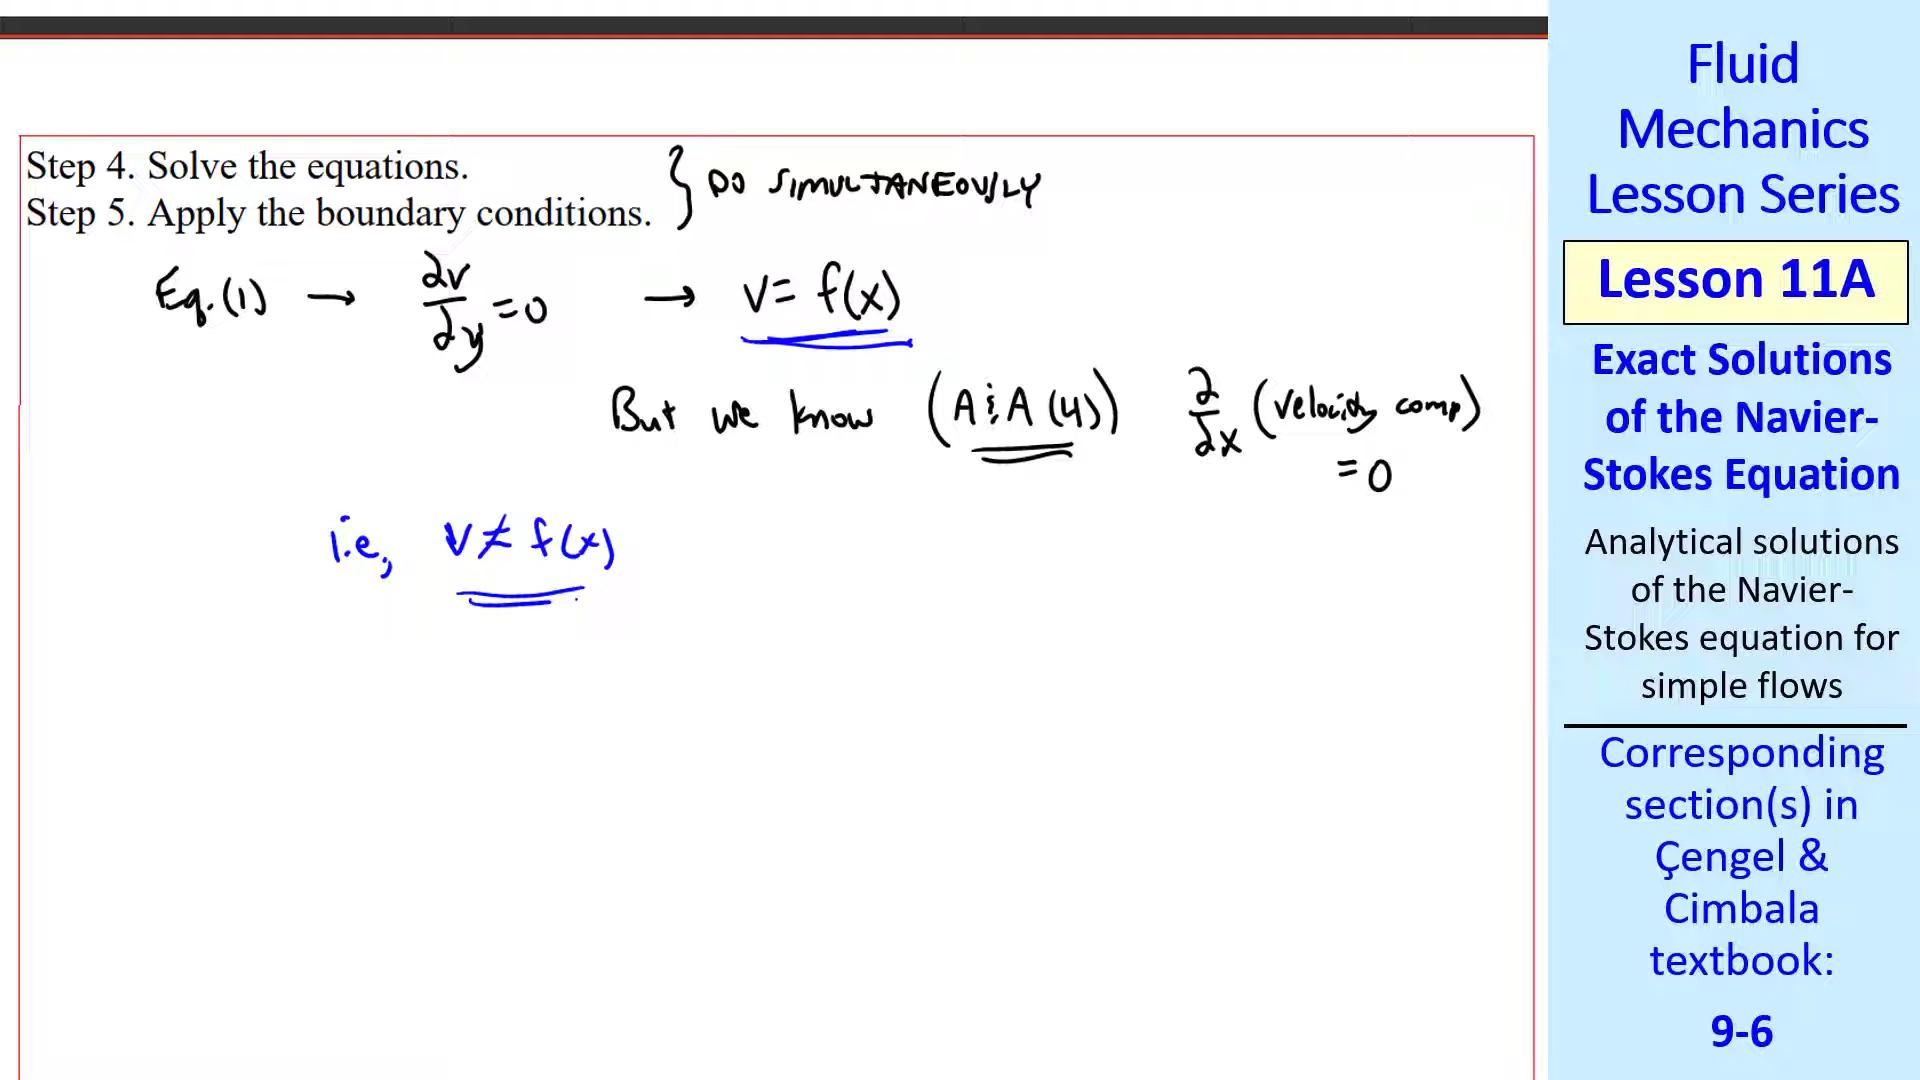 Step 4. Solve the equations.
Step 5. Apply the boundary conditions.
} DO SIMULTANEOUSLY
Eq.(1) → ∂v/∂y = 0 → v = f(x)
But we know (A&A (4)) ∂/∂x (velocity comp) = 0
i.e., v ≠ f(x)
Fluid
Mechanics
Lesson Series
Lesson 11A
Exact Solutions
of the Navier-
Stokes Equation
Analytical solutions
of the Navier-
Stokes equation for
simple flows
Corresponding
section(s) in
Çengel &
Cimbala
textbook:
9-6